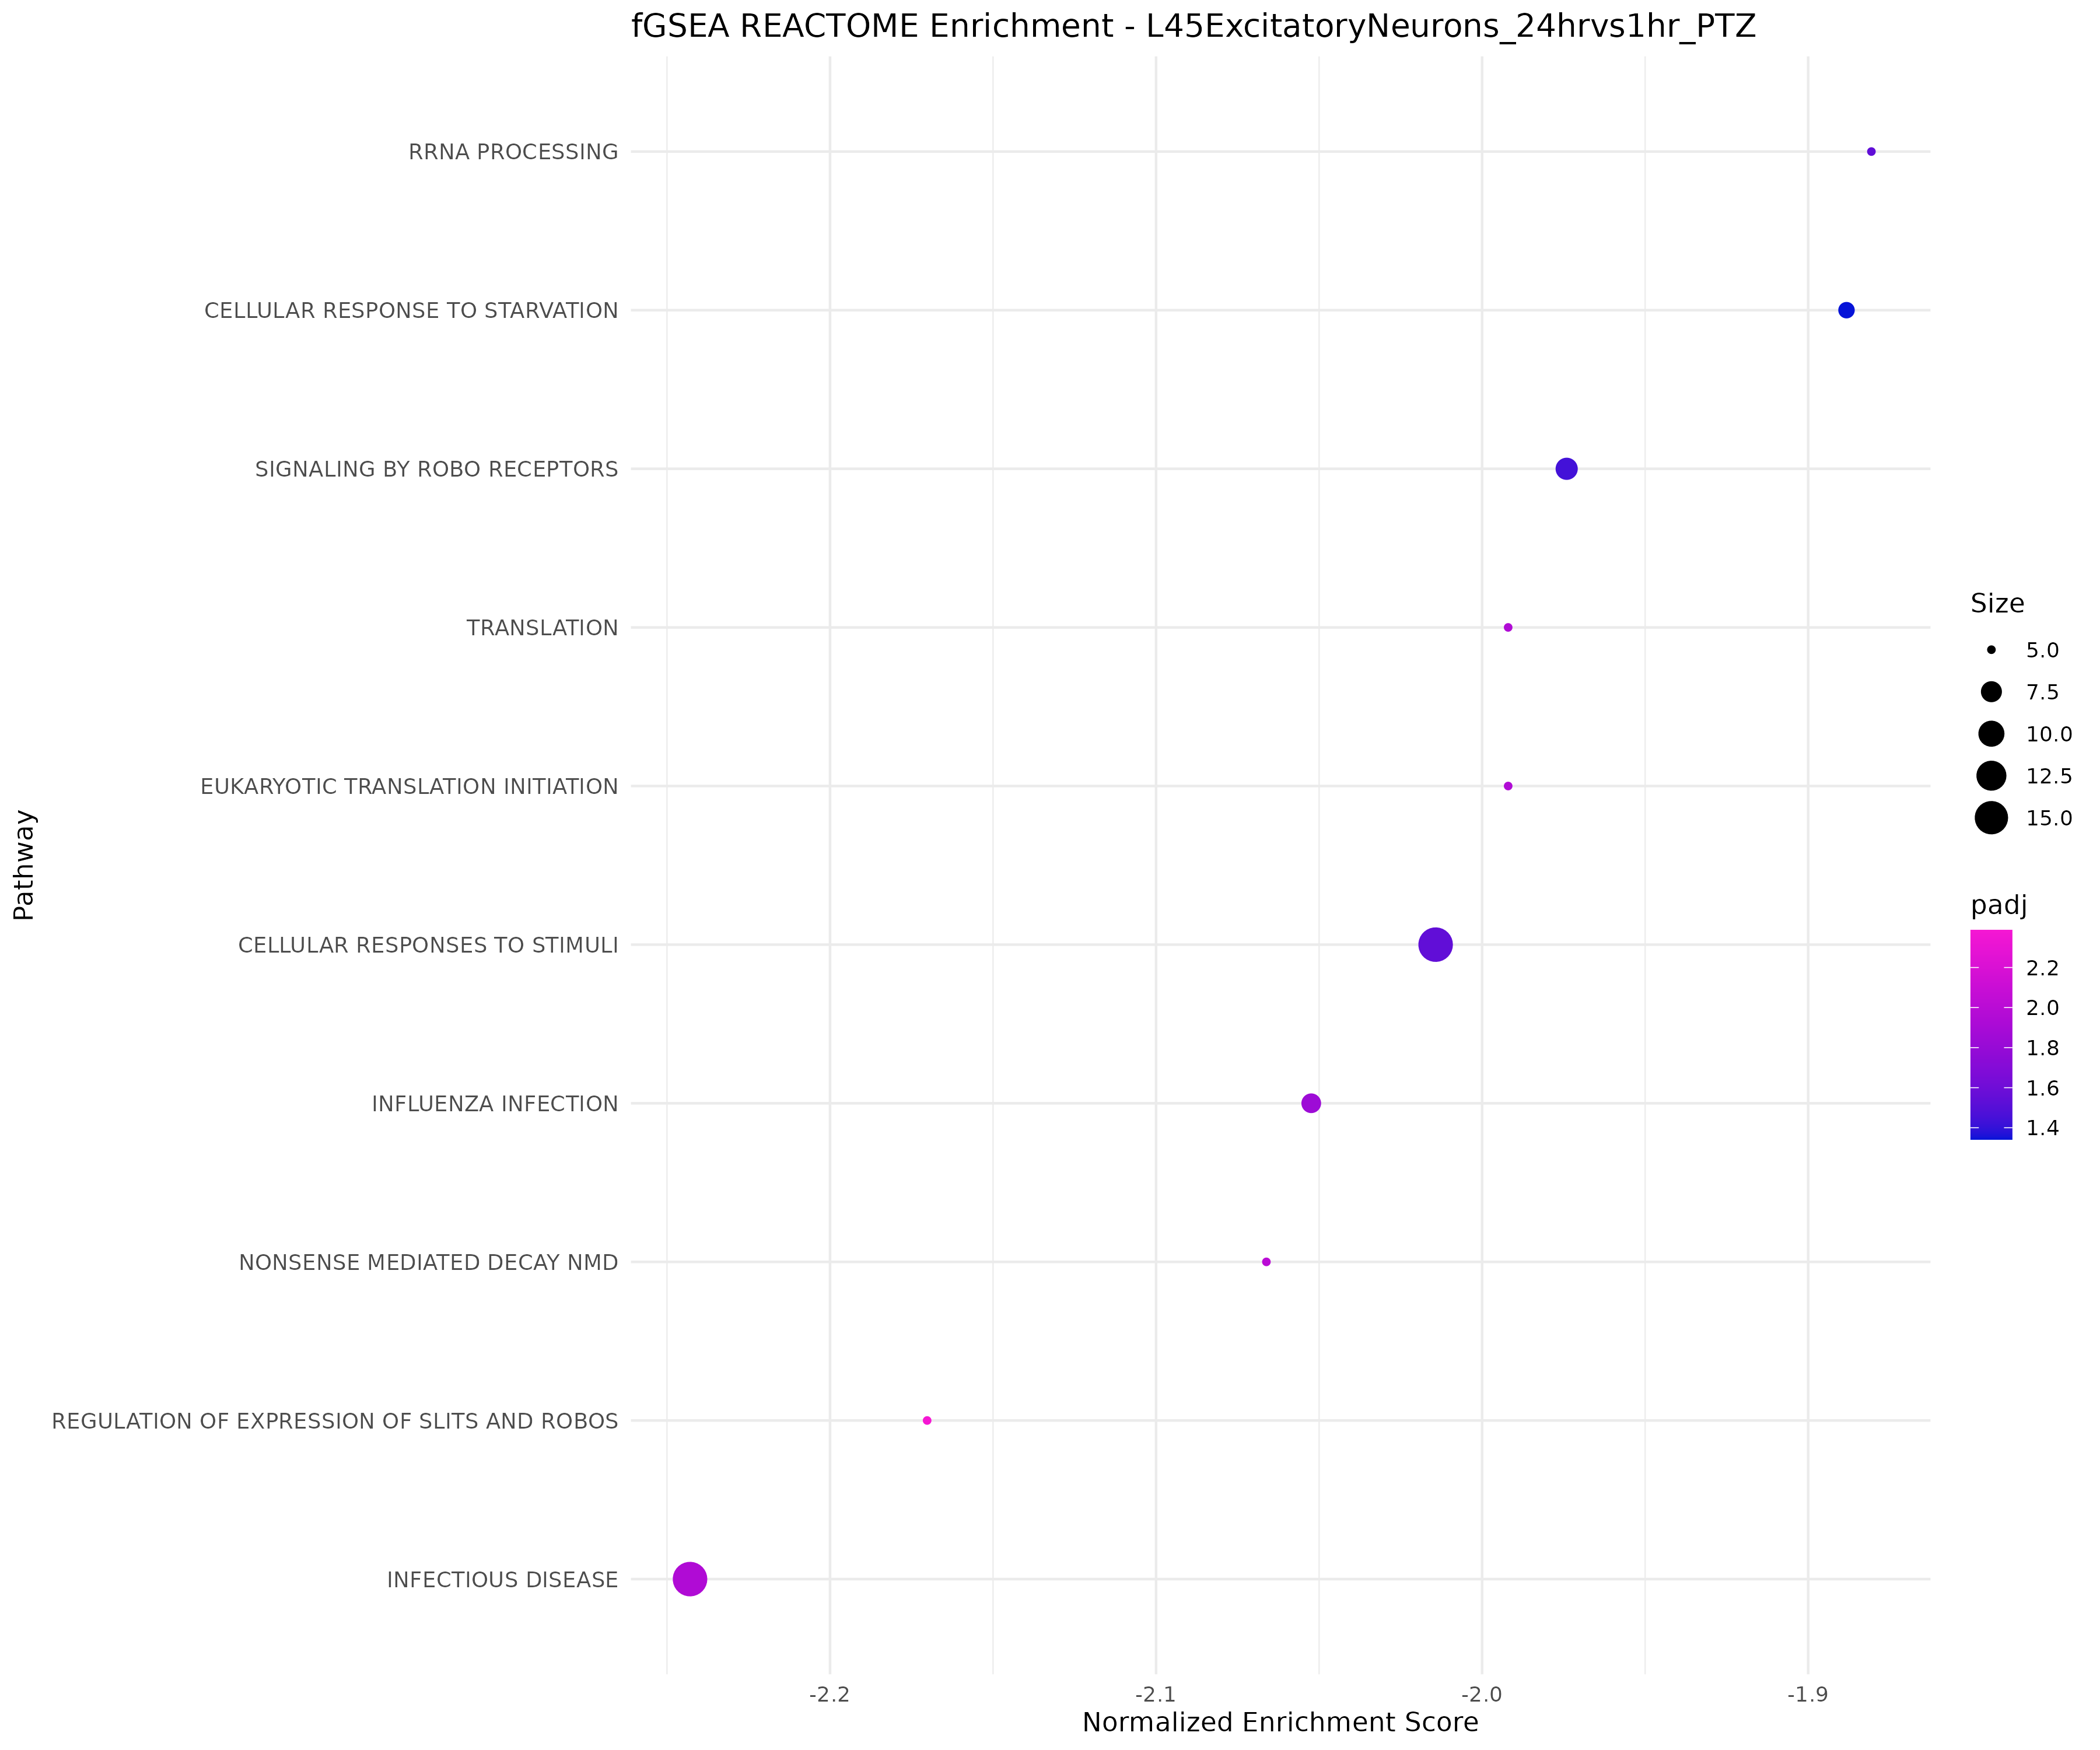 fGSEA REACTOME Enrichment - L45ExcitatoryNeurons_24hrvs1hr_PTZ
Pathway
RRNA PROCESSING
CELLULAR RESPONSE TO STARVATION
SIGNALING BY ROBO RECEPTORS
TRANSLATION
EUKARYOTIC TRANSLATION INITIATION
CELLULAR RESPONSES TO STIMULI
INFLUENZA INFECTION
NONSENSE MEDIATED DECAY NMD
REGULATION OF EXPRESSION OF SLITS AND ROBOS
INFECTIOUS DISEASE
-2.2 -2.1 -2.0 -1.9
Normalized Enrichment Score
Size
5.0
7.5
10.0
12.5
15.0
padj
2.2
2.0
1.8
1.6
1.4